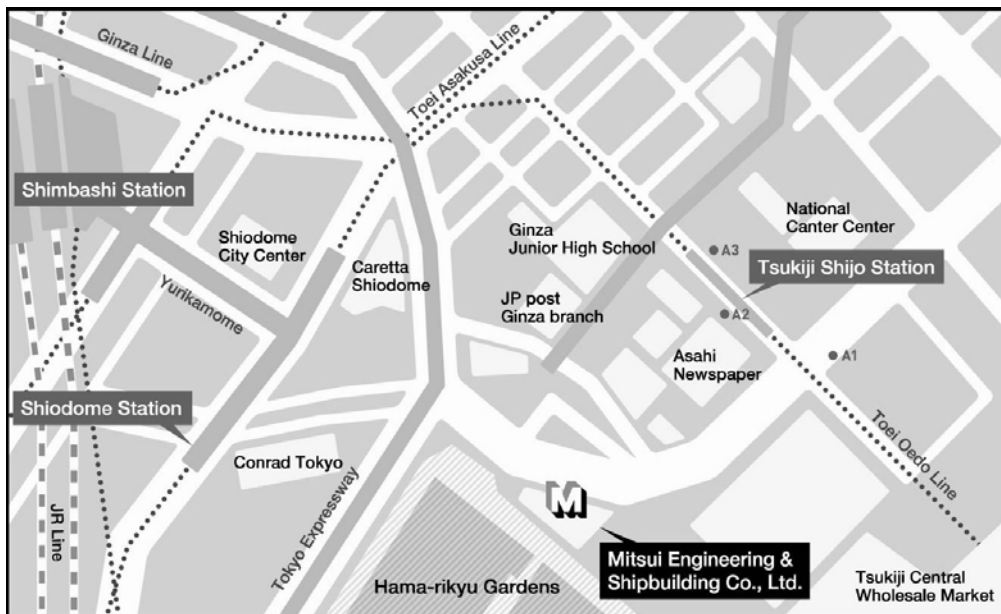 Ginza Line
Toei Asakusa Line
Shimbashi Station
Shiodome
City Center
Caretta
Shiodome
Yurikamome
Ginza
Junior High School
National
Canter Center
A3
Tsukiji Shijo Station
JP post
Ginza branch
A2
Asahi
Newspaper
A1
Shiodome Station
Conrad Tokyo
JR Line
Tokyo Expressway
Toei Oedo Line
M
Mitsui Engineering &
Shipbuilding Co., Ltd.
Hama-rikyu Gardens
Tsukiji Central
Wholesale Market